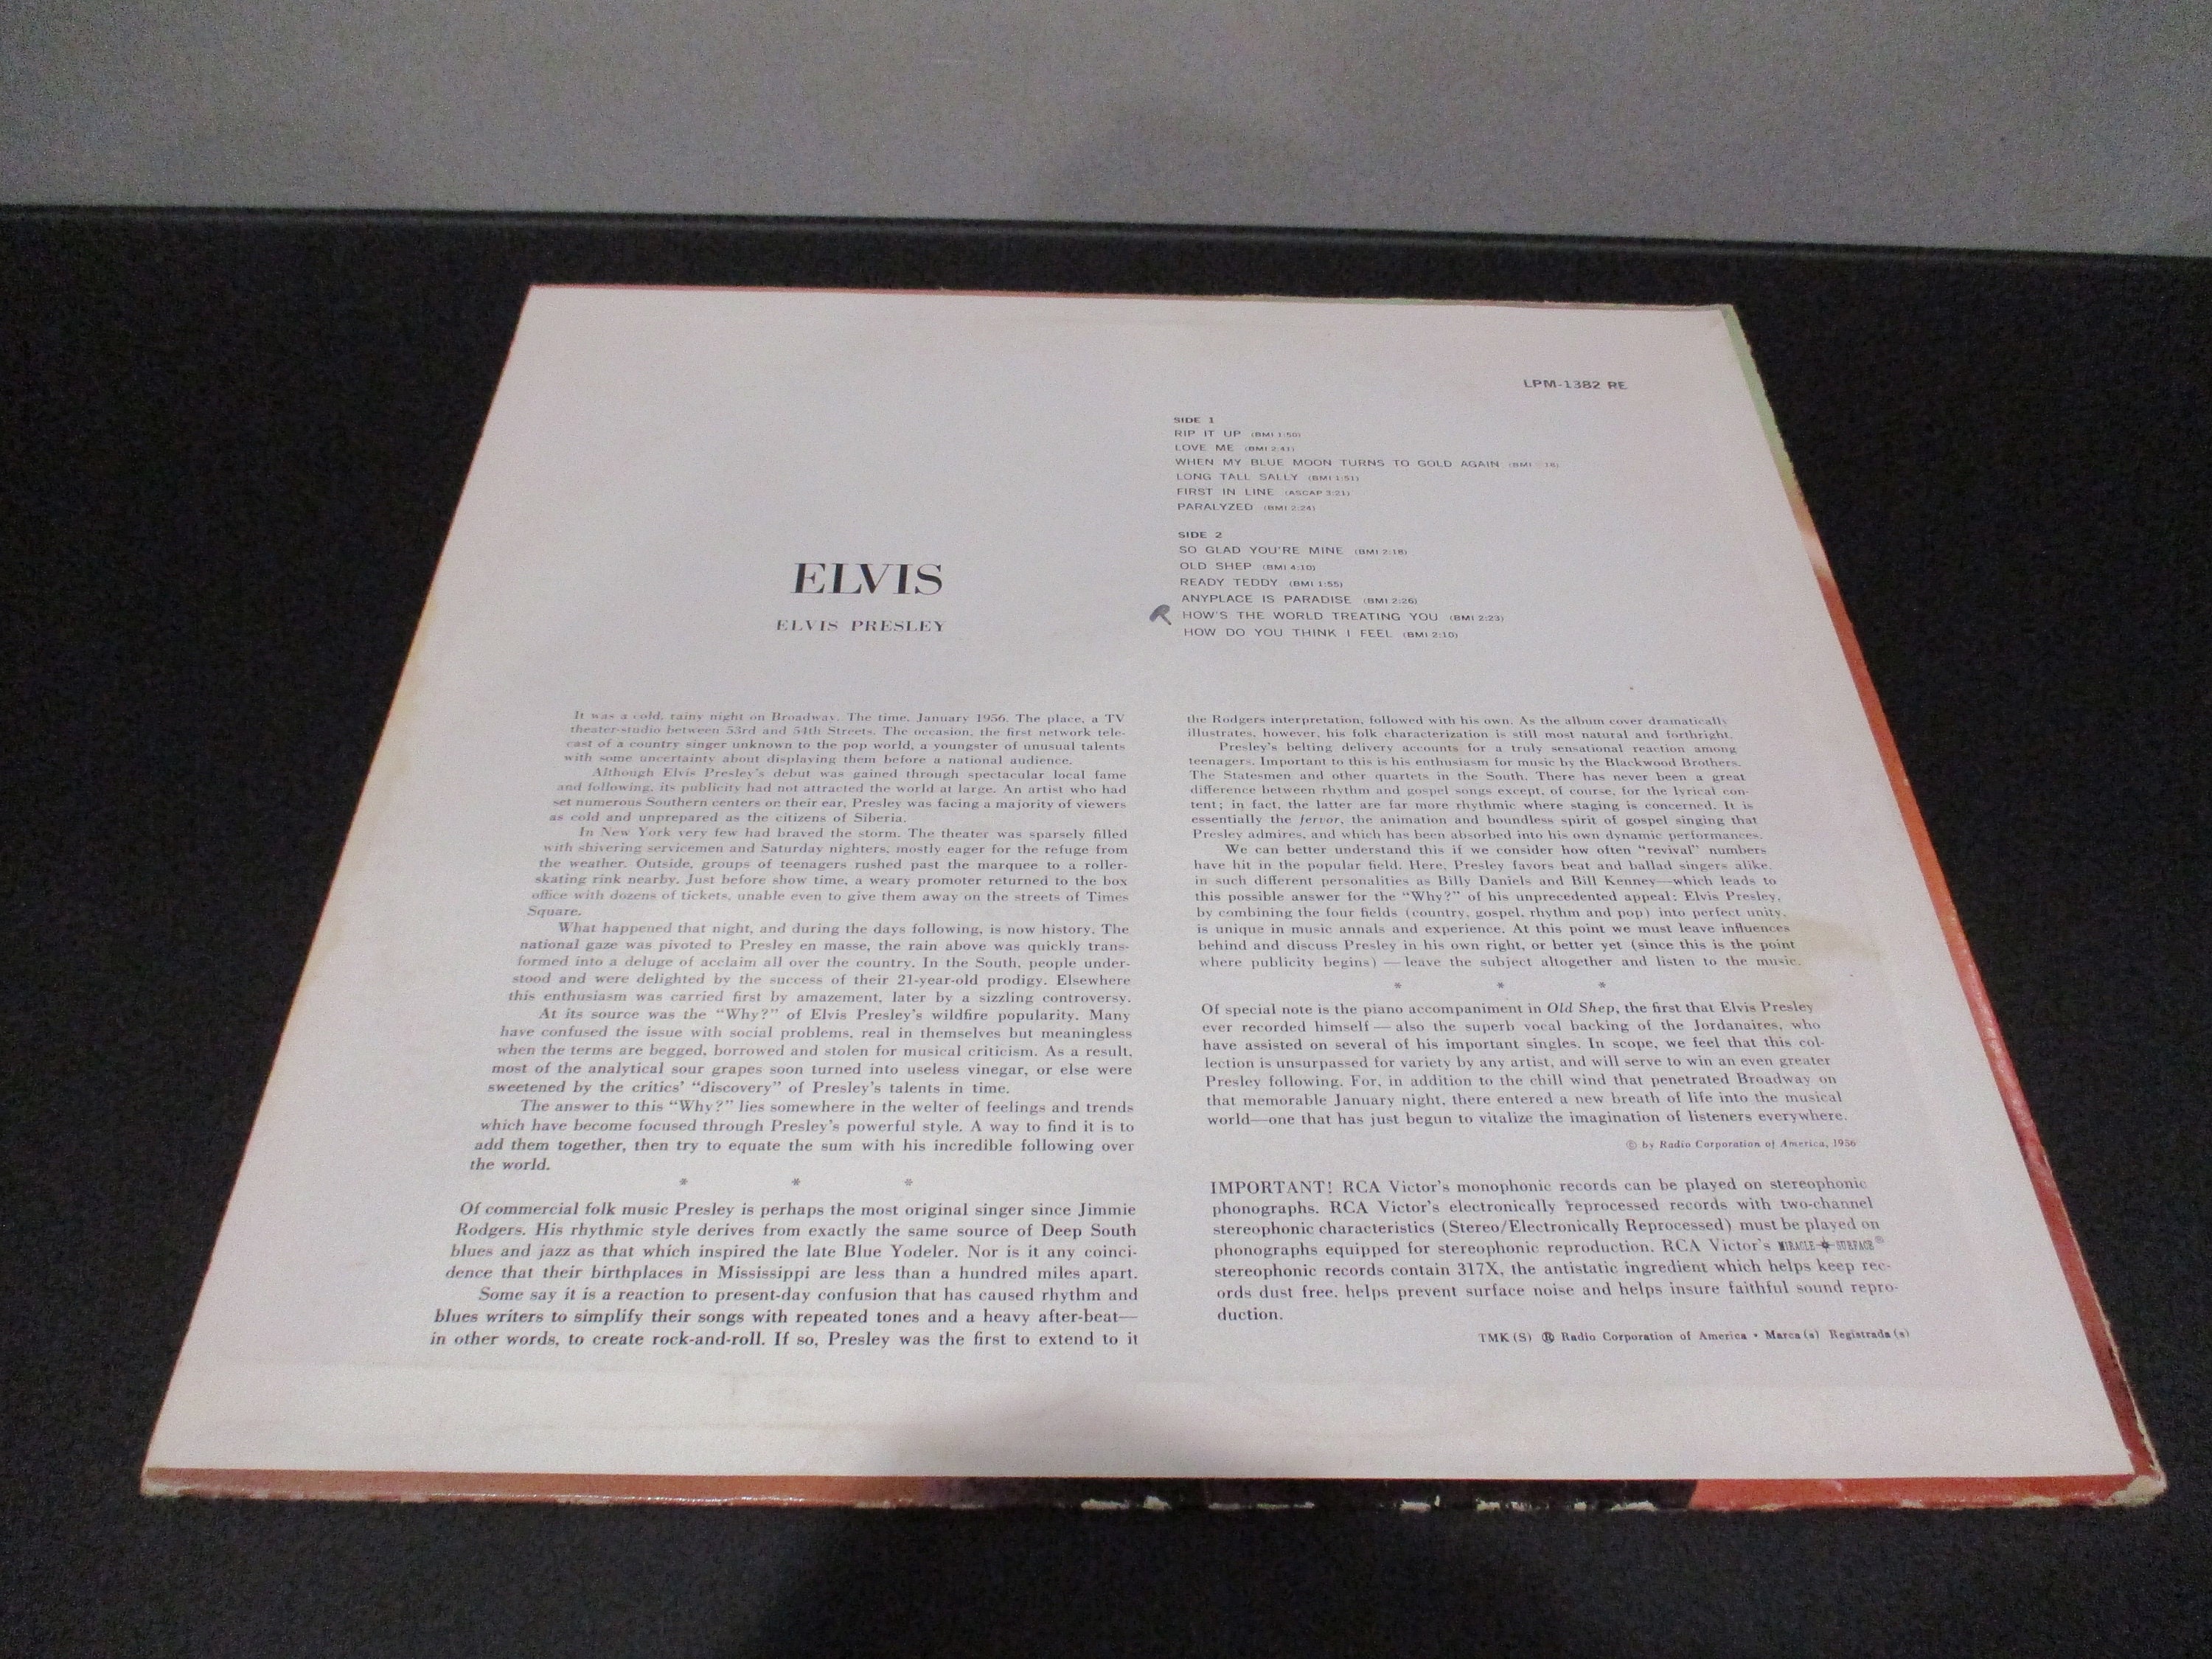 LPM-1382 RE
SIDE 1
RIP IT UP (BMI 1:50)
LOVE ME (BMI 2:41)
WHEN MY BLUE MOON TURNS TO GOLD AGAIN (BMI :18)
LONG TALL SALLY (BMI 1:51)
FIRST IN LINE (ASCAP 3:21)
PARALYZED (BMI 2:24)
SIDE 2
SO GLAD YOU'RE MINE (BMI 2:18)
OLD SHEP (BMI 4:10)
READY TEDDY (BMI 1:55)
ANYPLACE IS PARADISE (BMI 2:26)
HOW'S THE WORLD TREATING YOU (BMI 2:23)
HOW DO YOU THINK I FEEL (BMI 2:10)
ELVIS
ELVIS PRESLEY
It was a cold, rainy night on Broadway. The time, January 1956. The place, a TV
theater-studio between 53rd and 54th Streets. The occasion, the first network tele-
cast of a country singer unknown to the pop world, a youngster of unusual talents
with some uncertainty about displaying them before a national audience.
Although Elvis Presley's debut was gained through spectacular local fame
and following, its publicity had not attracted the world at large. An artist who had
set numerous Southern centers on their ear, Presley was facing a majority of viewers
as cold and unprepared as the citizens of Siberia.
In New York very few had braved the storm. The theater was sparsely filled
with shivering servicemen and Saturday nighters, mostly eager for the refuge from
the weather. Outside, groups of teenagers rushed past the marquee to a roller-
skating rink nearby. Just before show time, a weary promoter returned to the box
office with dozens of tickets, unable even to give them away on the streets of Times
Square.
What happened that night, and during the days following, is now history. The
national gaze was pivoted to Presley en masse, the rain above was quickly trans-
formed into a deluge of acclaim all over the country. In the South, people under-
stood and were delighted by the success of their 21-year-old prodigy. Elsewhere
this enthusiasm was carried first by amazement, later by a sizzling controversy.
At its source was the "Why?" of Elvis Presley's wildfire popularity. Many
have confused the issue with social problems, real in themselves but meaningless
when the terms are begged, borrowed and stolen for musical criticism. As a result,
most of the analytical sour grapes soon turned into useless vinegar, or else were
sweetened by the critics' "discovery" of Presley's talents in time.
The answer to this "Why?" lies somewhere in the welter of feelings and trends
which have become focused through Presley's powerful style. A way to find it is to
add them together, then try to equate the sum with his incredible following over
the world.
* * *
Of commercial folk music Presley is perhaps the most original singer since Jimmie
Rodgers. His rhythmic style derives from exactly the same source of Deep South
blues and jazz as that which inspired the late Blue Yodeler. Nor is it any coinci-
dence that their birthplaces in Mississippi are less than a hundred miles apart.
Some say it is a reaction to present-day confusion that has caused rhythm and
blues writers to simplify their songs with repeated tones and a heavy after-beat—
in other words, to create rock-and-roll. If so, Presley was the first to extend to it
the Rodgers interpretation, followed with his own. As the album cover dramatically
illustrates, however, his folk characterization is still most natural and forthright.
Presley's belting delivery accounts for a truly sensational reaction among
teenagers. Important to this is his enthusiasm for music by the Blackwood Brothers,
The Statesmen and other quartets in the South. There has never been a great
difference between rhythm and gospel songs except, of course, for the lyrical con-
tent; in fact, the latter are far more rhythmic where staging is concerned. It is
essentially the fervor, the animation and boundless spirit of gospel singing that
Presley admires, and which has been absorbed into his own dynamic performances.
We can better understand this if we consider how often "revival" numbers
have hit in the popular field. Here, Presley favors beat and ballad singers alike,
in such different personalities as Billy Daniels and Bill Kenney—which leads to
this possible answer for the "Why?" of his unprecedented appeal: Elvis Presley,
by combining the four fields (country, gospel, rhythm and pop) into perfect unity,
is unique in music annals and experience. At this point we must leave influences
behind and discuss Presley in his own right, or better yet (since this is the point
where publicity begins) — leave the subject altogether and listen to the music.
* * *
Of special note is the piano accompaniment in Old Shep, the first that Elvis Presley
ever recorded himself — also the superb vocal backing of the Jordanaires, who
have assisted on several of his important singles. In scope, we feel that this col-
lection is unsurpassed for variety by any artist, and will serve to win an even greater
Presley following. For, in addition to the chill wind that penetrated Broadway on
that memorable January night, there entered a new breath of life into the musical
world—one that has just begun to vitalize the imagination of listeners everywhere.
© by Radio Corporation of America, 1956
IMPORTANT! RCA Victor's monophonic records can be played on stereophonic
phonographs. RCA Victor's electronically reprocessed records with two-channel
stereophonic characteristics (Stereo/Electronically Reprocessed) must be played on
phonographs equipped for stereophonic reproduction. RCA Victor's MIRACLE SURFACE®
stereophonic records contain 317X, the antistatic ingredient which helps keep rec-
ords dust free, helps prevent surface noise and helps insure faithful sound repro-
duction.
TMK (S) ® Radio Corporation of America • Marca(s) Registrada(s)